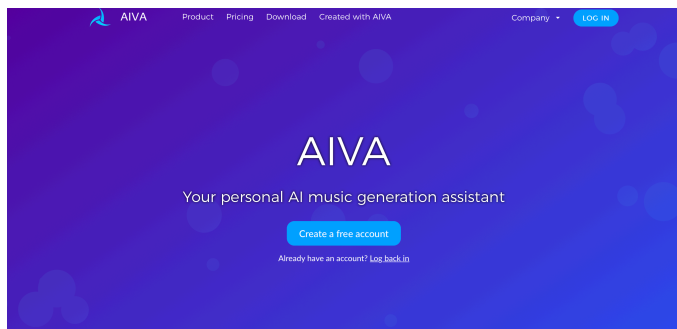 AIVA Product Pricing Download Created with AIVA Company LOG IN
AIVA
Your personal AI music generation assistant
Create a free account
Already have an account? Log back in